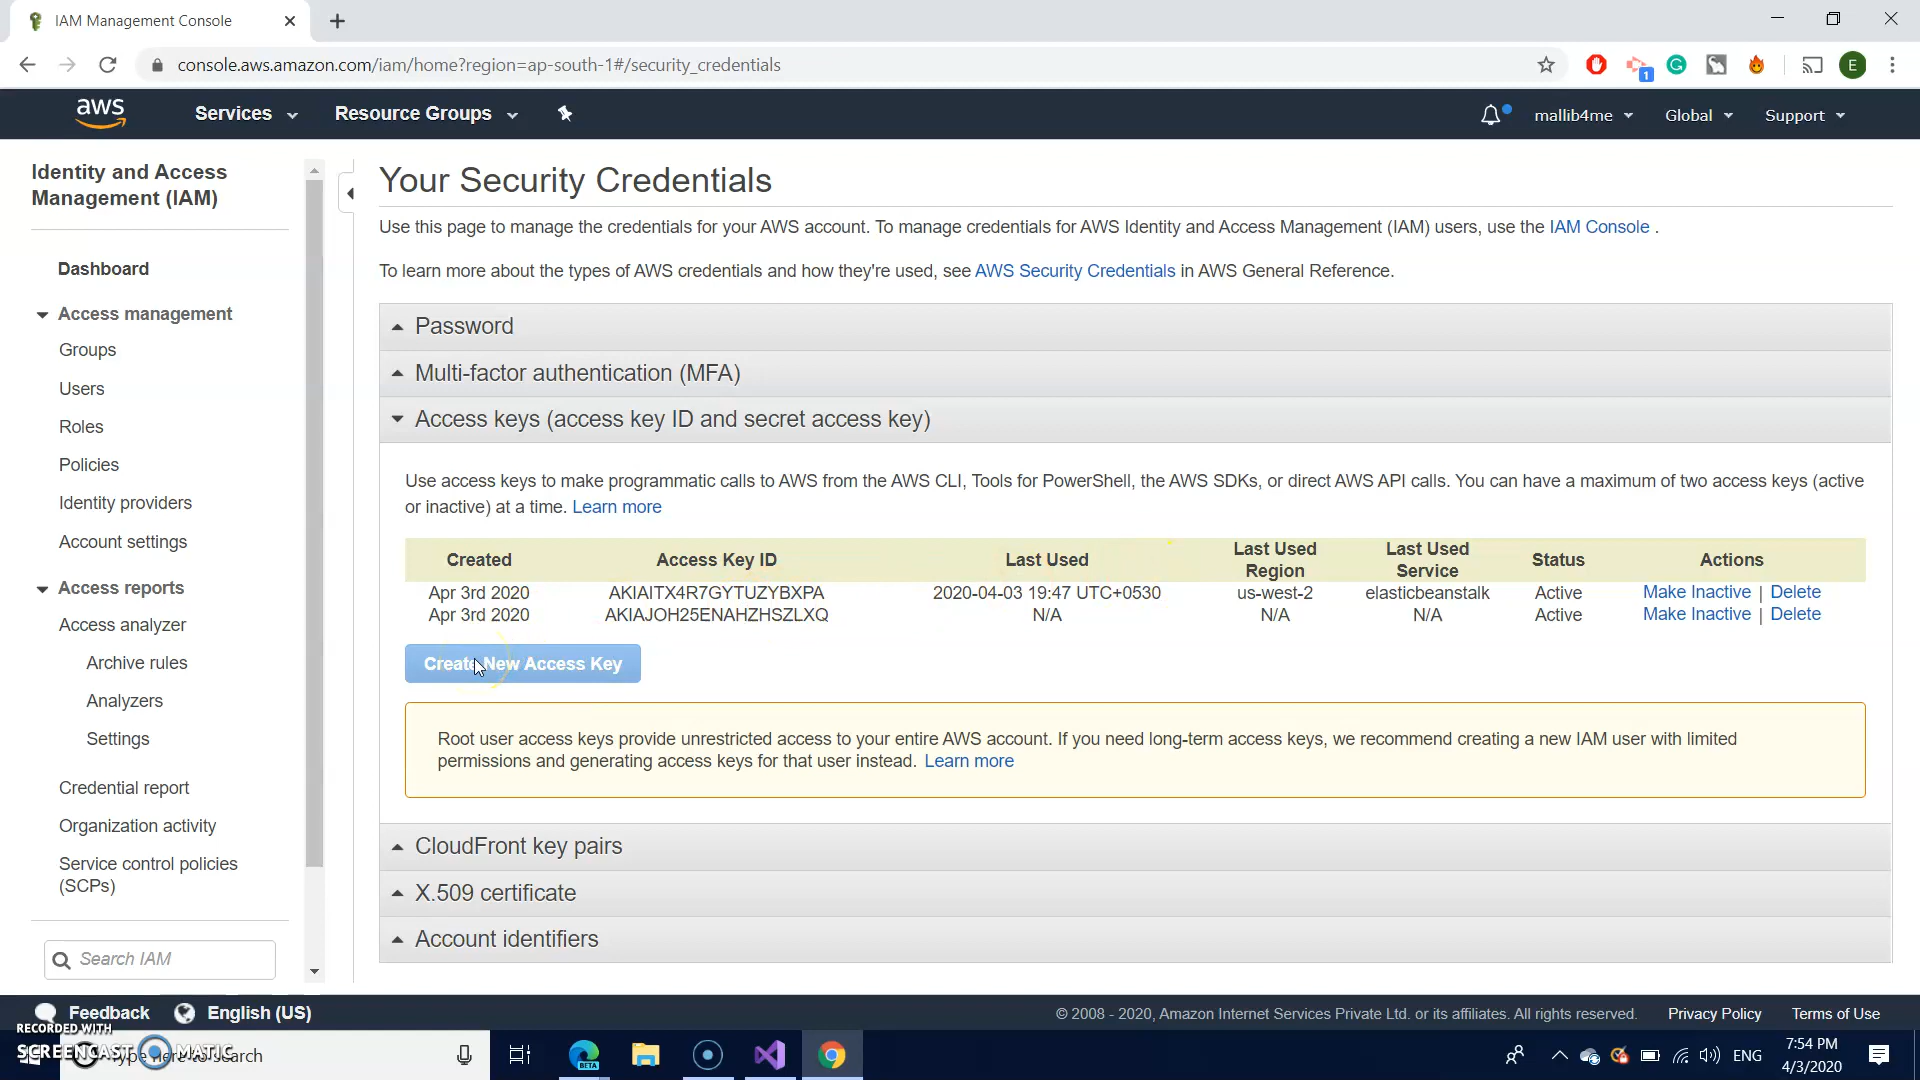 IAM Management Console
console.aws.amazon.com/iam/home?region=ap-south-1#/security_credentials
1
E
aws
Services
Resource Groups
mallib4me
Global
Support
Identity and Access
Management (IAM)
Dashboard
Access management
Groups
Users
Roles
Policies
Identity providers
Account settings
Access reports
Access analyzer
Archive rules
Analyzers
Settings
Credential report
Organization activity
Service control policies
(SCPs)
Search IAM
Your Security Credentials
Use this page to manage the credentials for your AWS account. To manage credentials for AWS Identity and Access Management (IAM) users, use the IAM Console .
To learn more about the types of AWS credentials and how they're used, see AWS Security Credentials in AWS General Reference.
Password
Multi-factor authentication (MFA)
Access keys (access key ID and secret access key)
Use access keys to make programmatic calls to AWS from the AWS CLI, Tools for PowerShell, the AWS SDKs, or direct AWS API calls. You can have a maximum of two access keys (active
or inactive) at a time. Learn more
Created Access Key ID Last Used Last Used Region Last Used Service Status Actions
Apr 3rd 2020 AKIAITX4R7GYTUZYBXPA 2020-04-03 19:47 UTC+0530 us-west-2 elasticbeanstalk Active Make Inactive | Delete
Apr 3rd 2020 AKIAJOH25ENAHZHSZLXQ N/A N/A N/A Active Make Inactive | Delete
Create New Access Key
Root user access keys provide unrestricted access to your entire AWS account. If you need long-term access keys, we recommend creating a new IAM user with limited
permissions and generating access keys for that user instead. Learn more
CloudFront key pairs
X.509 certificate
Account identifiers
Feedback
English (US)
© 2008 - 2020, Amazon Internet Services Private Ltd. or its affiliates. All rights reserved.
Privacy Policy
Terms of Use
RECORDED WITH
SCREENCAST MATIC
Type here to search
BETA
ENG
7:54 PM
4/3/2020